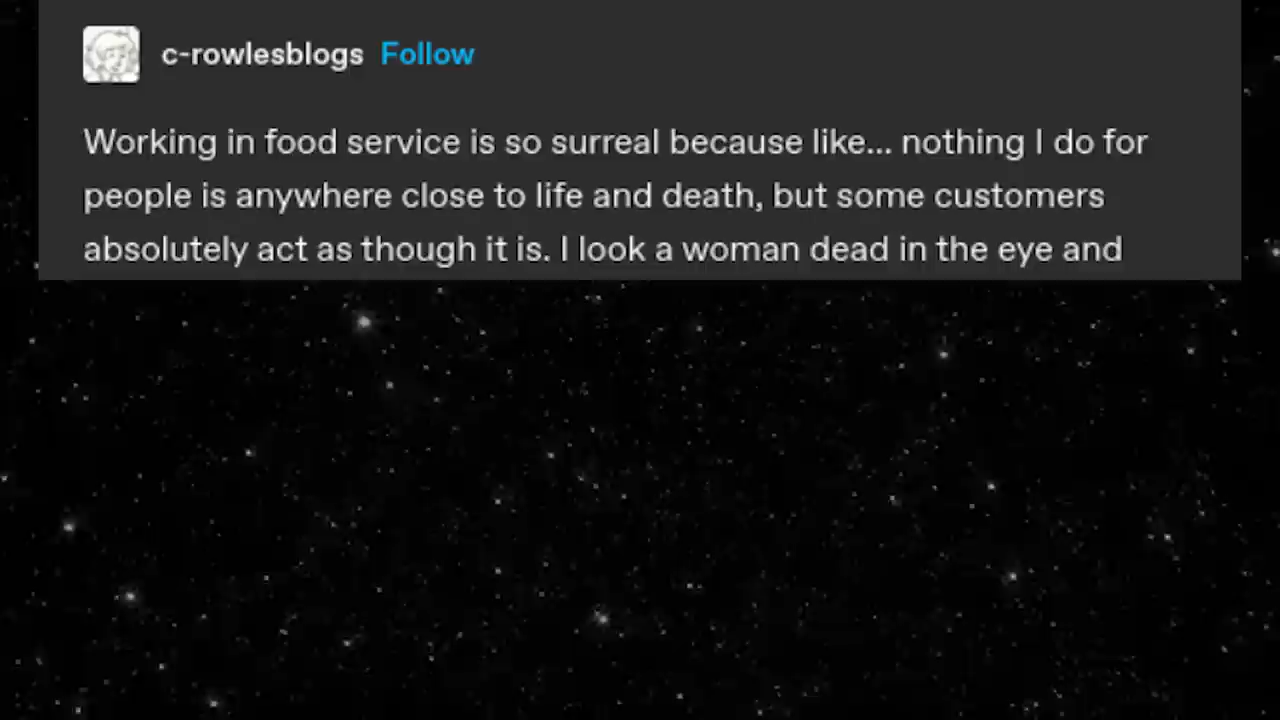 c-rowlesblogs Follow
Working in food service is so surreal because like... nothing I do for
people is anywhere close to life and death, but some customers
absolutely act as though it is. I look a woman dead in the eye and